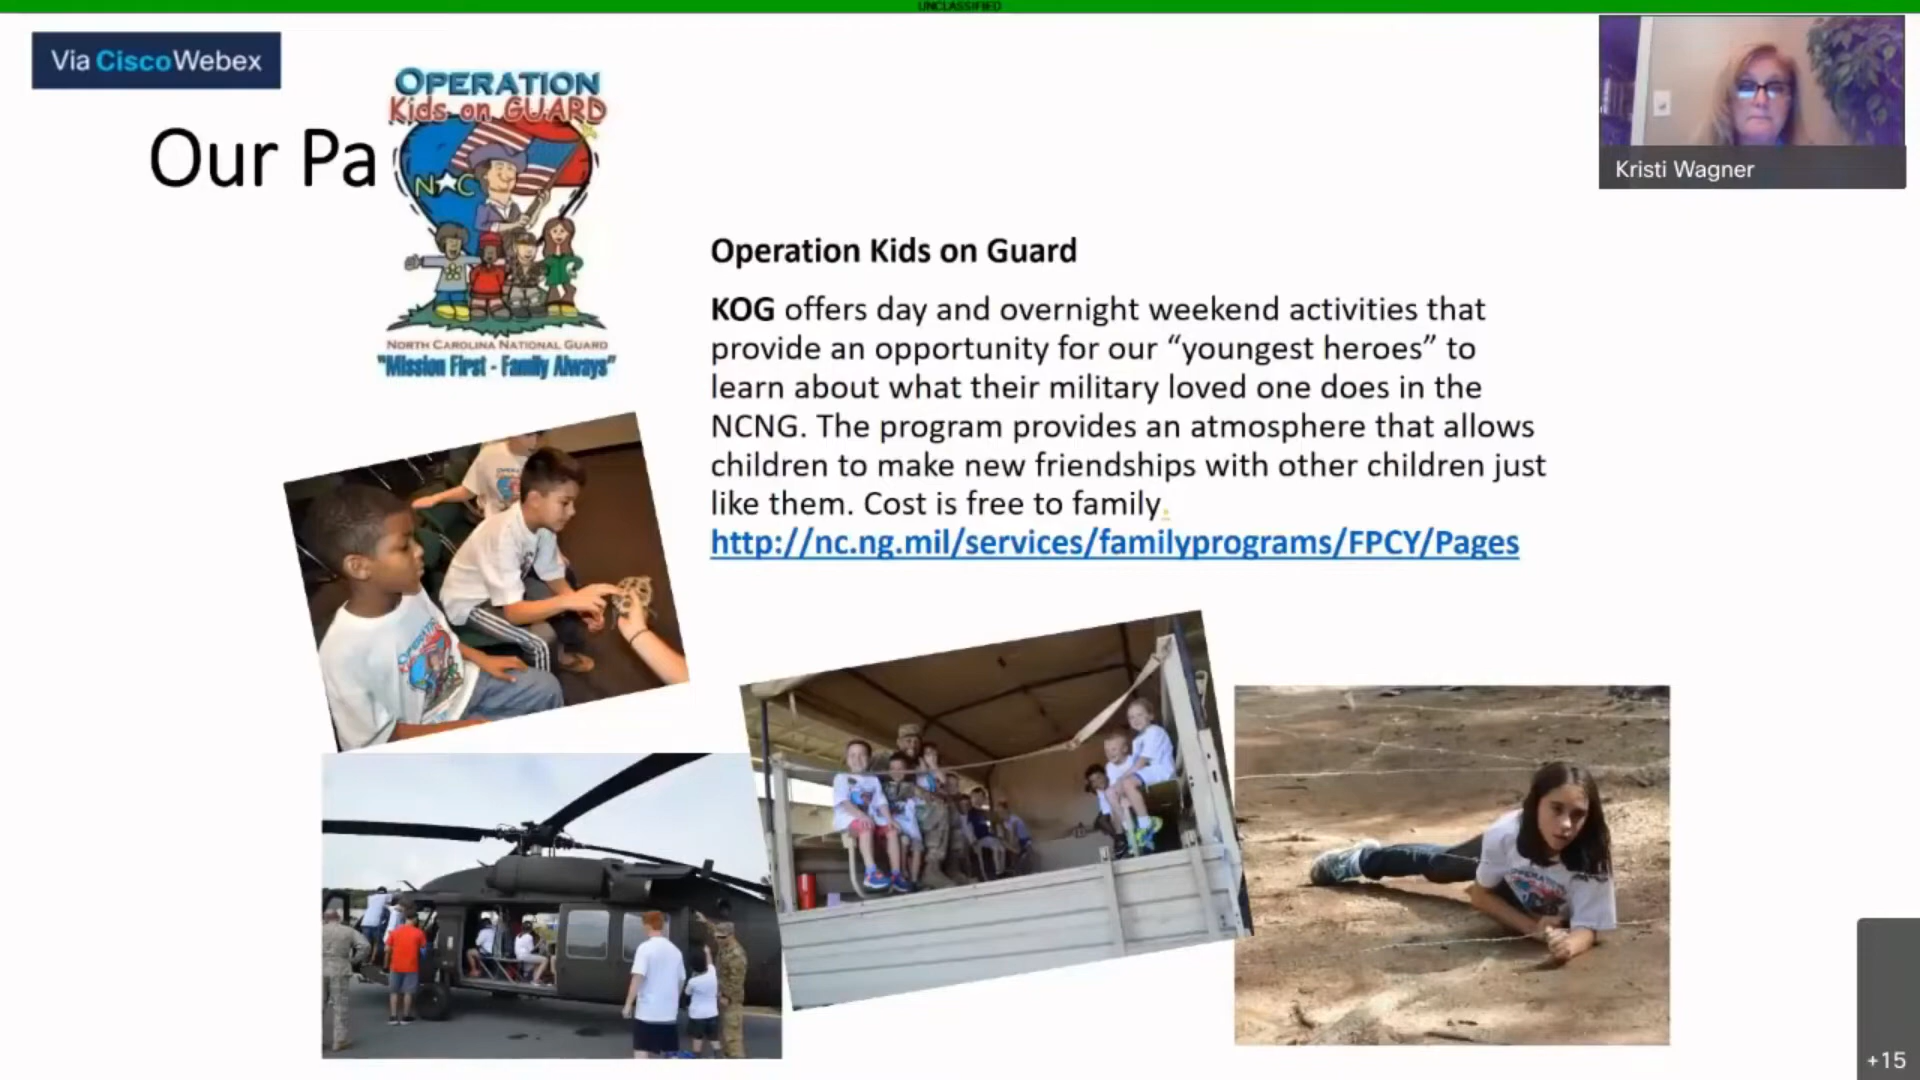 UNCLASSIFIED
Via Cisco Webex
OPERATION
Kids on GUARD
Our Pa
NC
NORTH CAROLINA NATIONAL GUARD
"Mission First - Family Always"
Kristi Wagner
Operation Kids on Guard
KOG offers day and overnight weekend activities that
provide an opportunity for our “youngest heroes” to
learn about what their military loved one does in the
NCNG. The program provides an atmosphere that allows
children to make new friendships with other children just
like them. Cost is free to family.
http://nc.ng.mil/services/familyprograms/FPCY/Pages
+15